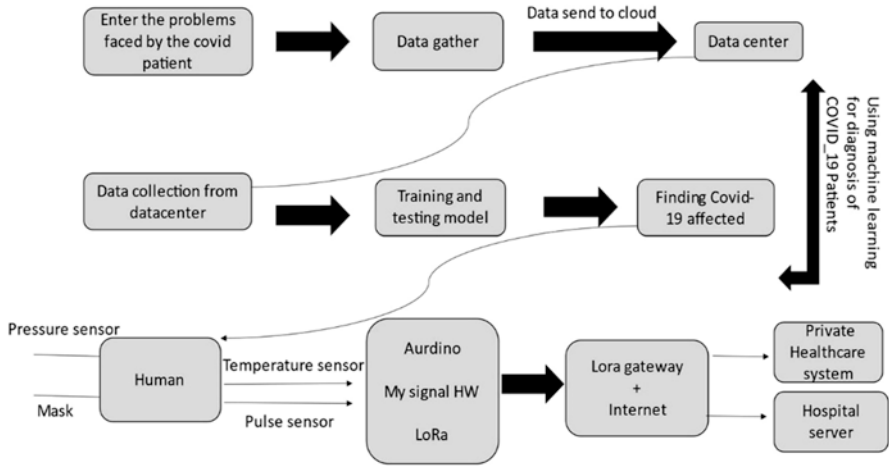 Enter the problems
faced by the covid
patient
Data gather
Data send to cloud
Data center
Using machine learning
for diagnosis of
COVID_19 Patients
Data collection from
datacenter
Training and
testing model
Finding Covid-
19 affected
Pressure sensor
Mask
Human
Temperature sensor
Pulse sensor
Aurdino
My signal HW
LoRa
Lora gateway
+
Internet
Private
Healthcare
system
Hospital
server